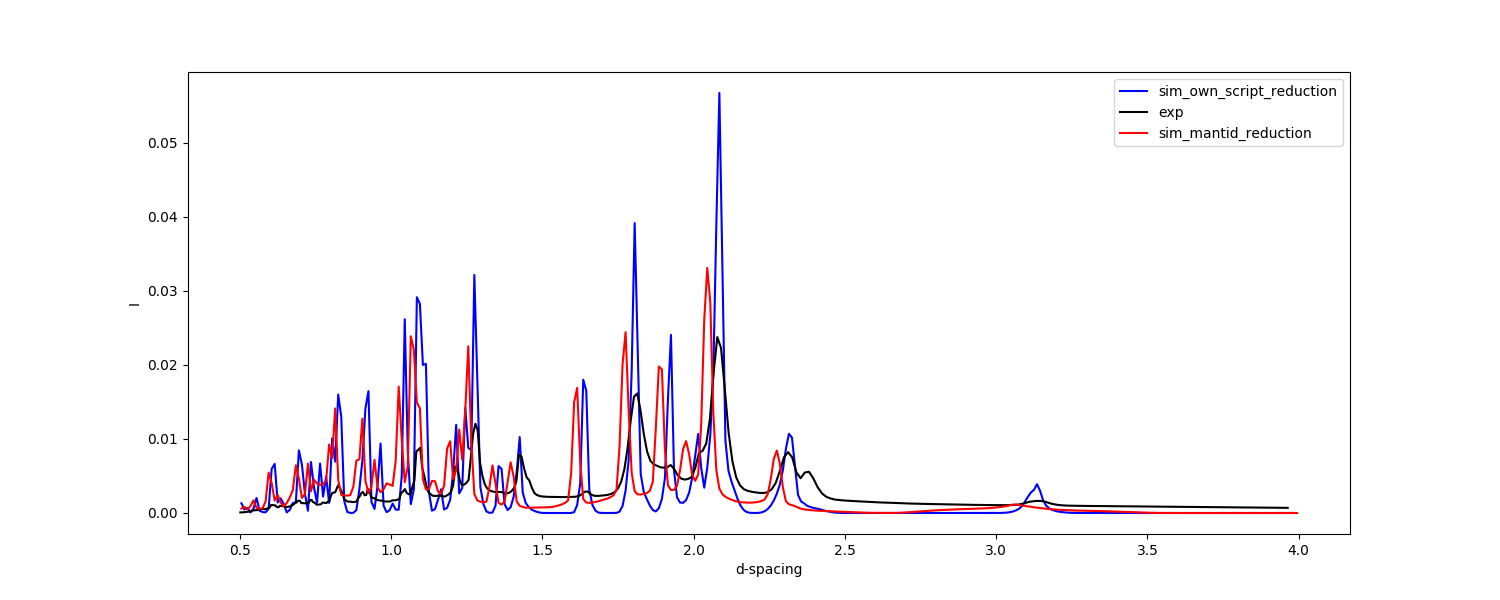 sim_own_script_reduction
exp
sim_mantid_reduction
0.05
0.04
0.03
0.02
0.01
0.00
I
0.5 1.0 1.5 2.0 2.5 3.0 3.5 4.0
d-spacing